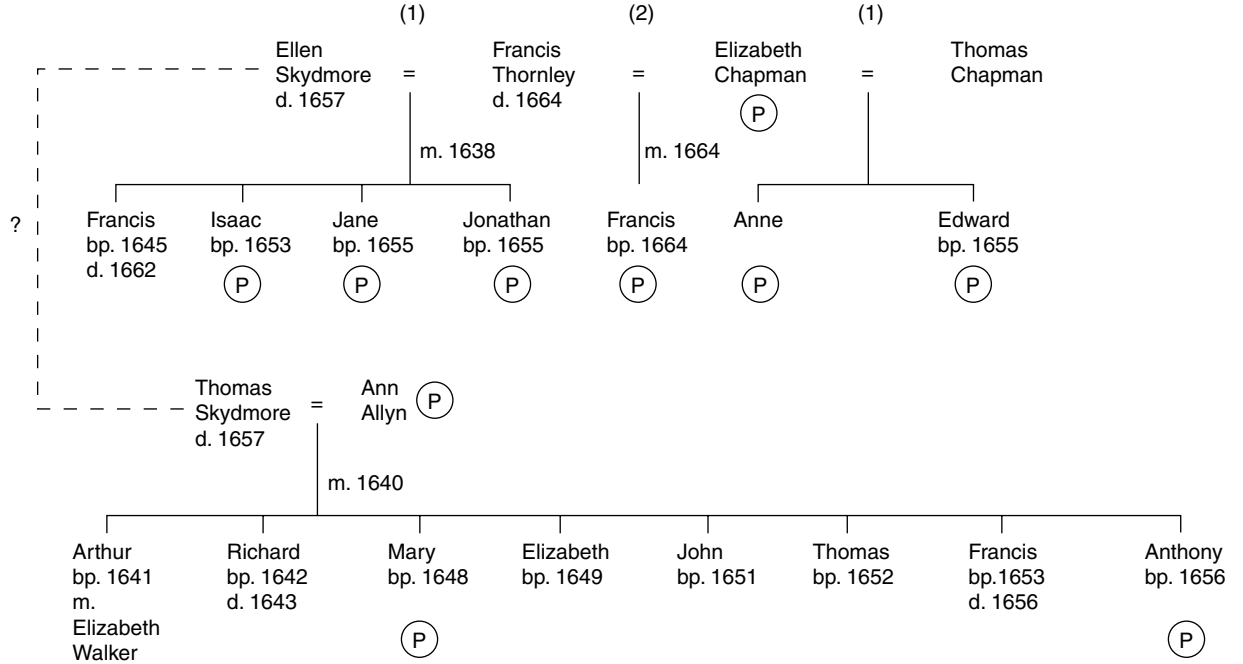 (1) (2) (1)
Ellen
Skydmore
d. 1657
=
Francis
Thornley
d. 1664
=
Elizabeth
Chapman
P
=
Thomas
Chapman
m. 1638
m. 1664
?
Francis
bp. 1645
d. 1662
Isaac
bp. 1653
P
Jane
bp. 1655
P
Jonathan
bp. 1655
P
Francis
bp. 1664
P
Anne
P
Edward
bp. 1655
P
Thomas
Skydmore
d. 1657
=
Ann
Allyn
P
m. 1640
Arthur
bp. 1641
m.
Elizabeth
Walker
Richard
bp. 1642
d. 1643
Mary
bp. 1648
P
Elizabeth
bp. 1649
John
bp. 1651
Thomas
bp. 1652
Francis
bp.1653
d. 1656
Anthony
bp. 1656
P